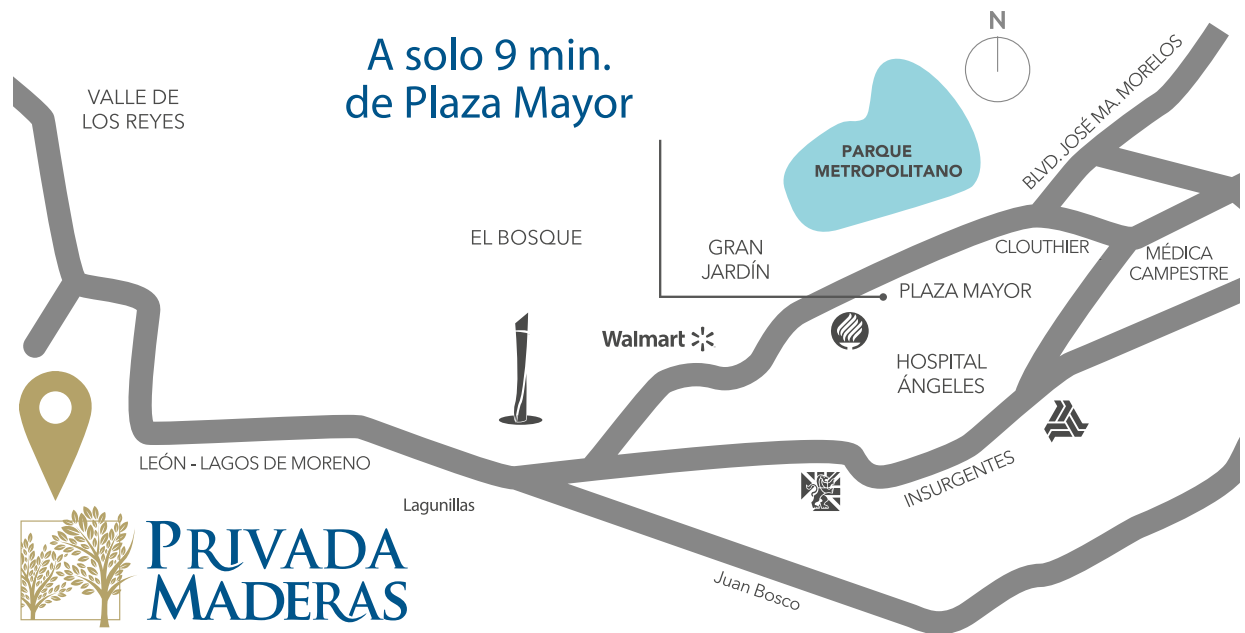 A solo 9 min.
de Plaza Mayor
N
VALLE DE
LOS REYES
BLVD. JOSÉ MA. MORELOS
PARQUE
METROPOLITANO
EL BOSQUE
GRAN
JARDÍN
CLOUTHIER
MÉDICA
CAMPESTRE
PLAZA MAYOR
Walmart
HOSPITAL
ÁNGELES
LEÓN - LAGOS DE MORENO
INSURGENTES
Lagunillas
Juan Bosco
PRIVADA
MADERAS